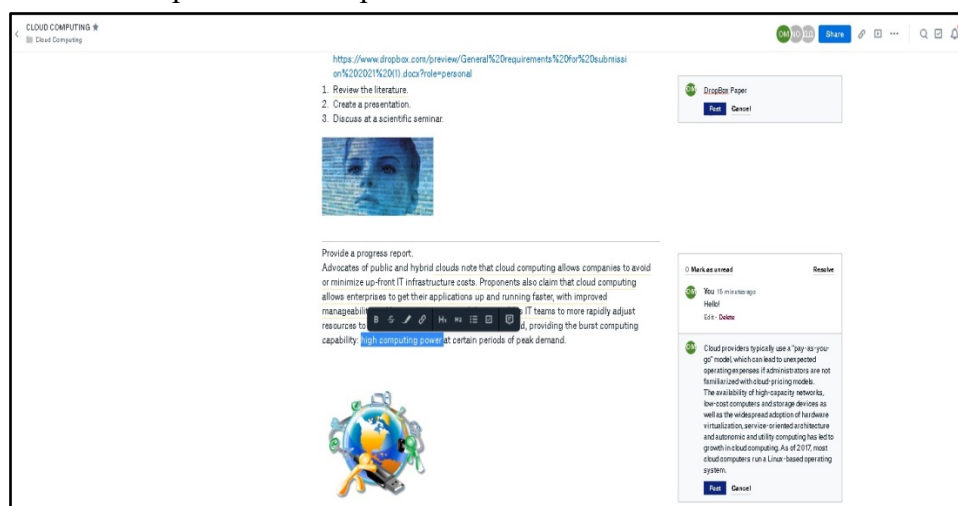 CLOUD COMPUTING ★
Cloud Computing
OM
Share
https://www.dropbox.com/preview/General%20requirements%20for%20submissi
on%202021%20(1).docx?role=personal
1. Review the literature.
2. Create a presentation.
3. Discuss at a scientific seminar.
OM
DropBox Paper
Post Cancel
Provide a progress report.
Advocates of public and hybrid clouds note that cloud computing allows companies to avoid
or minimize up-front IT infrastructure costs. Proponents also claim that cloud computing
allows enterprises to get their applications up and running faster, with improved
manageabilit s IT teams to more rapidly adjust
resources to d, providing the burst computing
capability: high computing power at certain periods of peak demand.
B S H1 H2
Mark as unread Resolve
OM
You 15 minutes ago
Hello!
Edit - Delete
OM
Cloud providers typically use a "pay-as-you-
go" model, which can lead to unexpected
operating expenses if administrators are not
familiarized with cloud-pricing models.
The availability of high-capacity networks,
low-cost computers and storage devices as
well as the widespread adoption of hardware
virtualization, service-oriented architecture
and autonomic and utility computing has led to
growth in cloud computing. As of 2017, most
cloud computers run a Linux-based operating
system.
Post Cancel